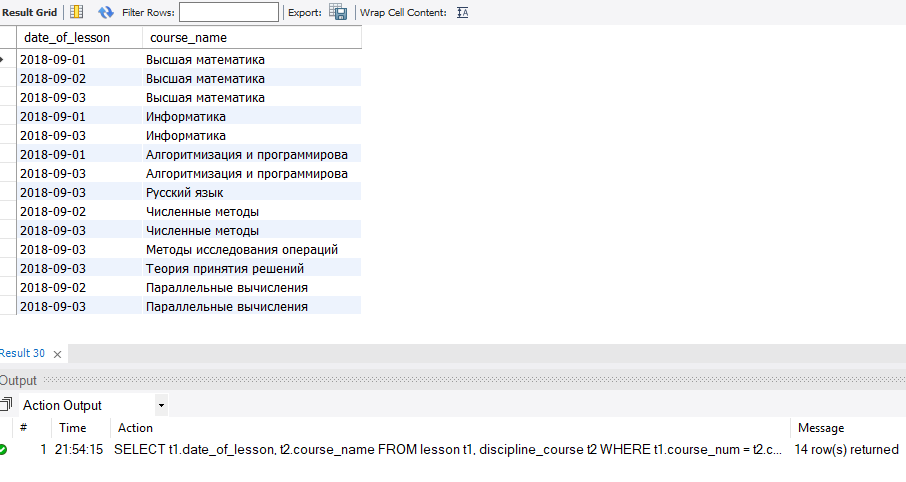 Result Grid Filter Rows: Export: Wrap Cell Content:
date_of_lesson course_name
2018-09-01 Высшая математика
2018-09-02 Высшая математика
2018-09-03 Высшая математика
2018-09-01 Информатика
2018-09-03 Информатика
2018-09-01 Алгоритмизация и программирова
2018-09-03 Алгоритмизация и программирова
2018-09-03 Русский язык
2018-09-02 Численные методы
2018-09-03 Численные методы
2018-09-03 Методы исследования операций
2018-09-03 Теория принятия решений
2018-09-02 Параллельные вычисления
2018-09-03 Параллельные вычисления
Result 30
Output
Action Output
# Time Action Message
1 21:54:15 SELECT t1.date_of_lesson, t2.course_name FROM lesson t1, discipline_course t2 WHERE t1.course_num = t2.c... 14 row(s) returned